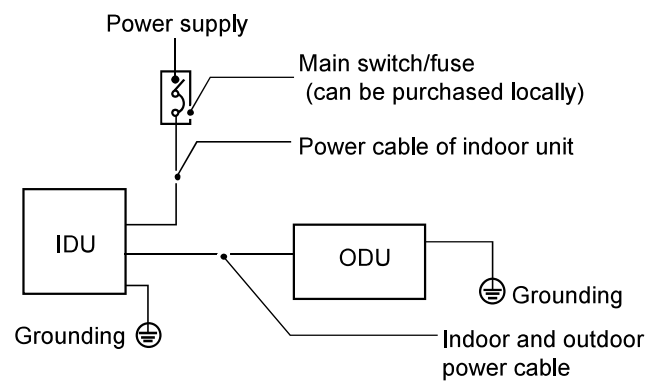 Power supply
Main switch/fuse
(can be purchased locally)
Power cable of indoor unit
IDU
ODU
Grounding
Grounding
Indoor and outdoor
power cable